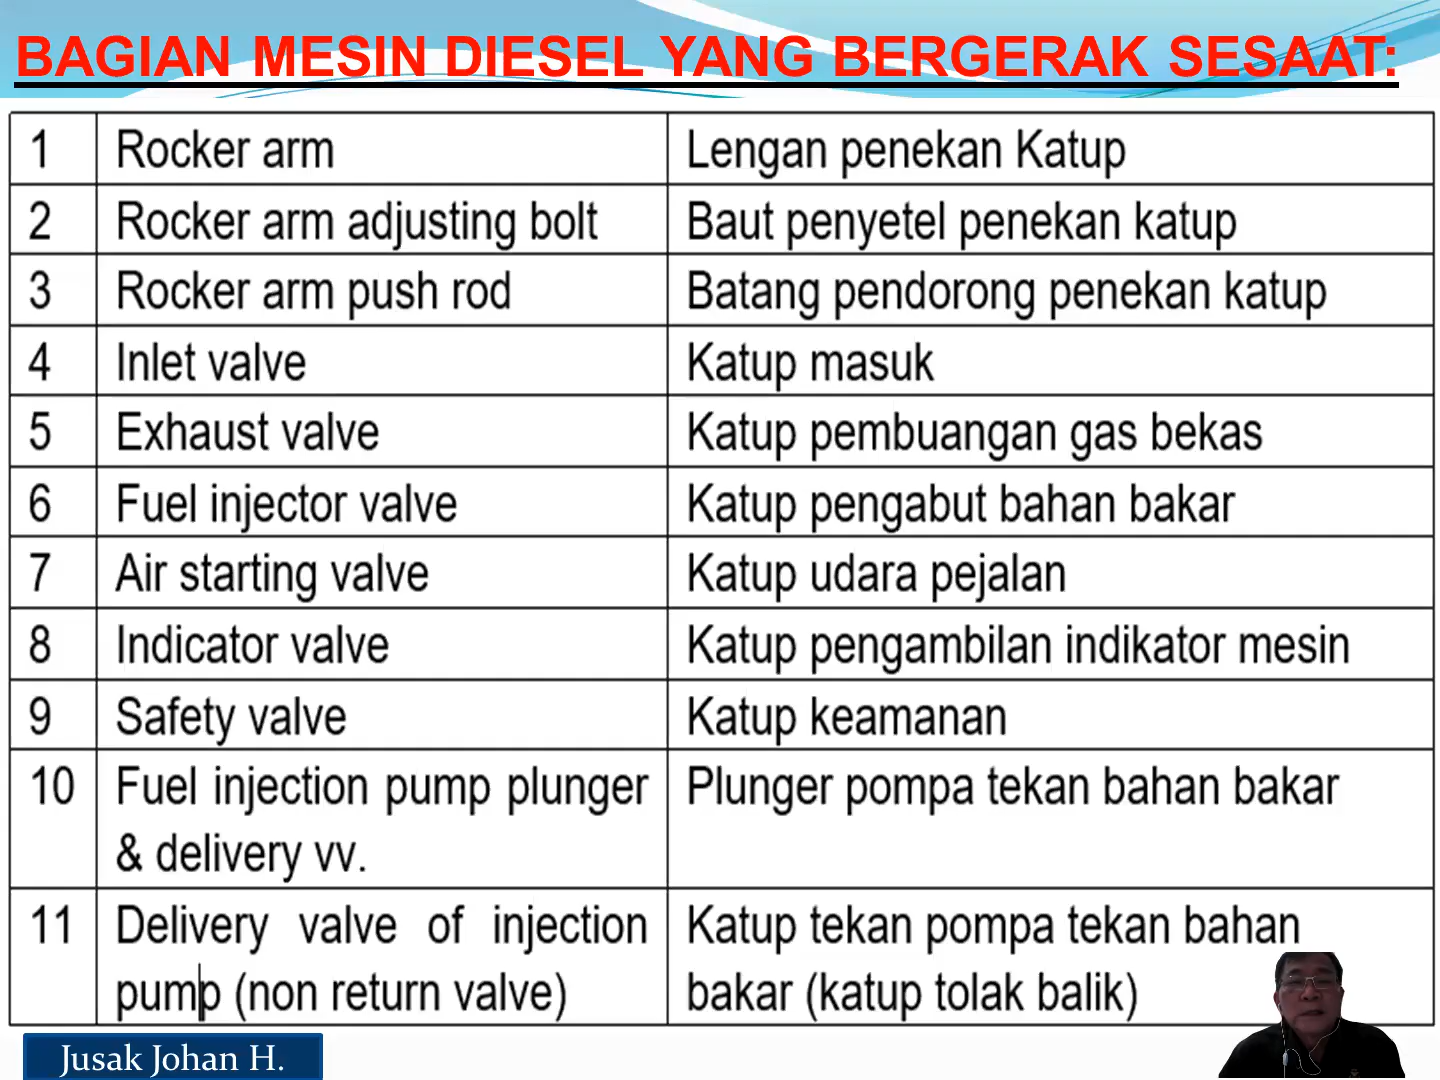 BAGIAN MESIN DIESEL YANG BERGERAK SESAAT:
1 Rocker arm Lengan penekan Katup
2 Rocker arm adjusting bolt Baut penyetel penekan katup
3 Rocker arm push rod Batang pendorong penekan katup
4 Inlet valve Katup masuk
5 Exhaust valve Katup pembuangan gas bekas
6 Fuel injector valve Katup pengabut bahan bakar
7 Air starting valve Katup udara pejalan
8 Indicator valve Katup pengambilan indikator mesin
9 Safety valve Katup keamanan
10 Fuel injection pump plunger Plunger pompa tekan bahan bakar
& delivery vv.
11 Delivery valve of injection Katup tekan pompa tekan bahan
pump (non return valve) bakar (katup tolak balik)
Jusak Johan H.